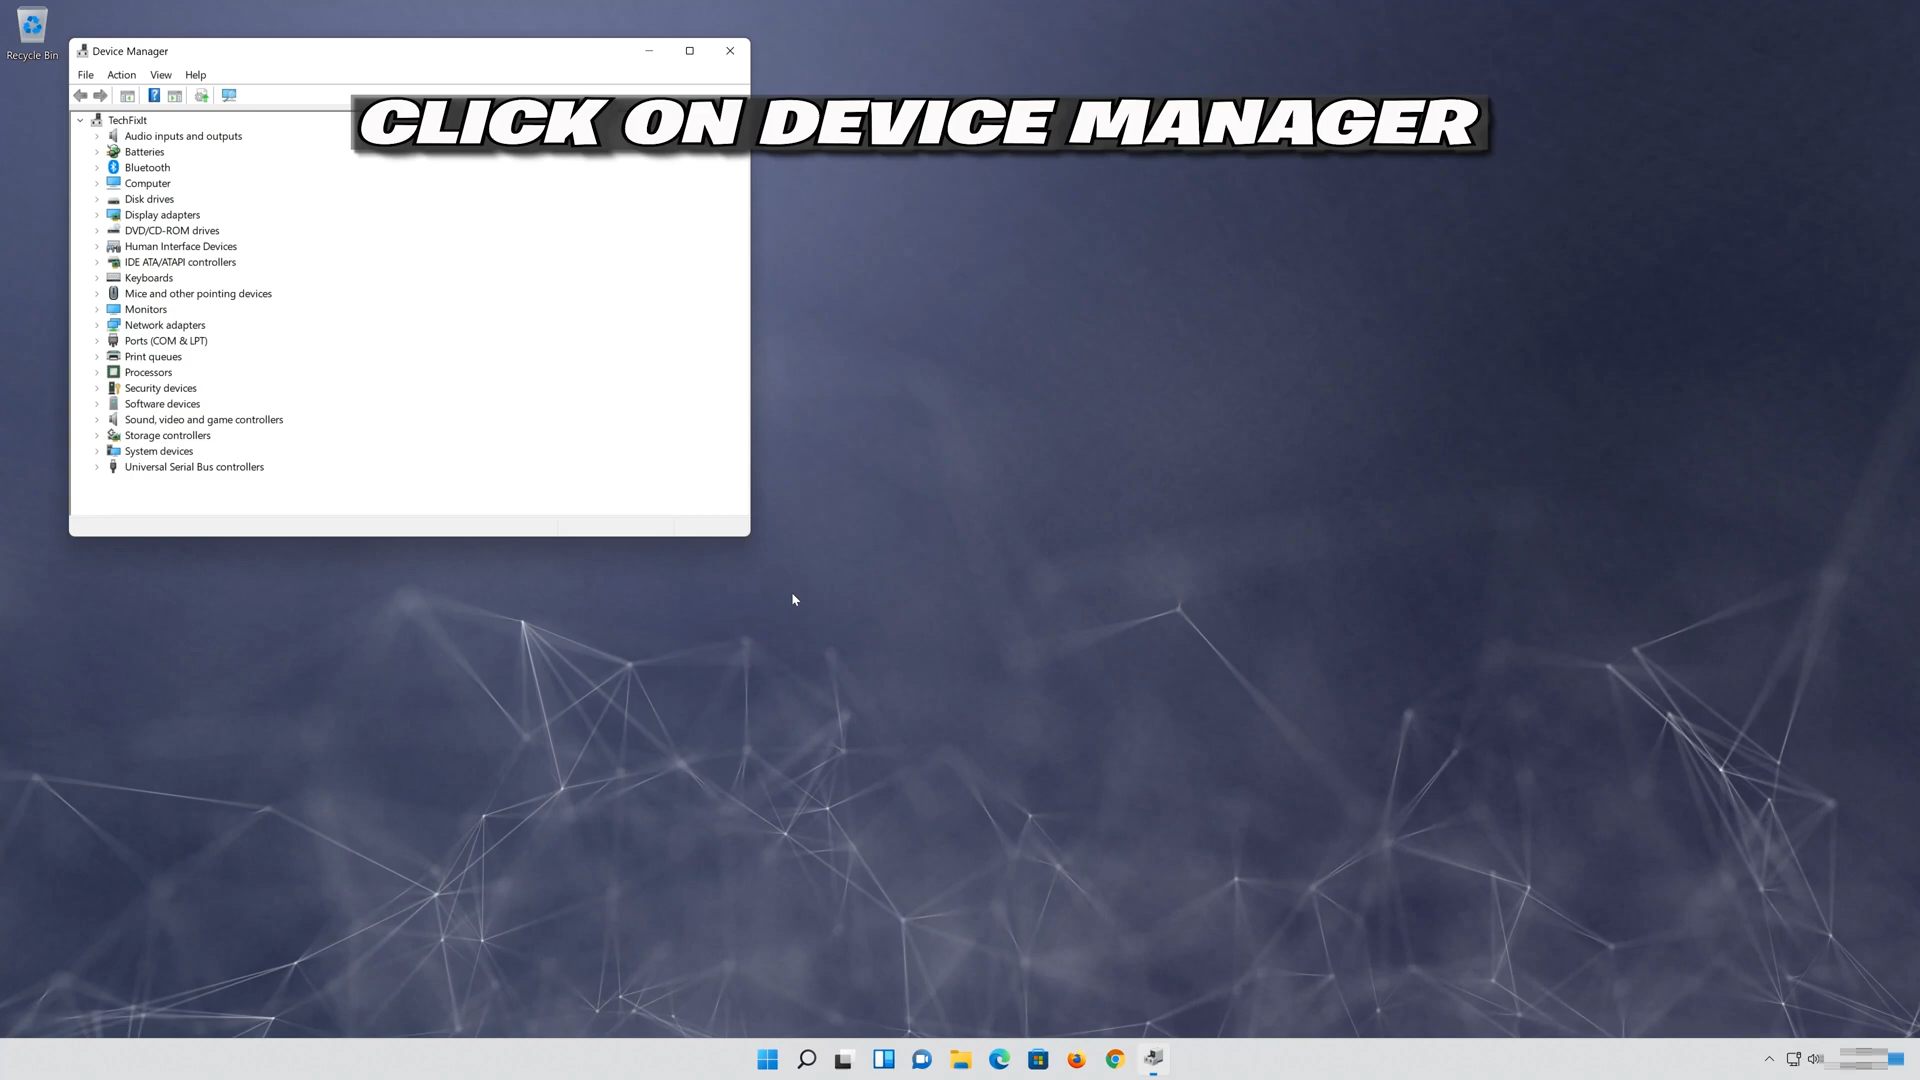 Recycle Bin
Device Manager
File Action View Help
CLICK ON DEVICE MANAGER
TechFixIt
Audio inputs and outputs
Batteries
Bluetooth
Computer
Disk drives
Display adapters
DVD/CD-ROM drives
Human Interface Devices
IDE ATA/ATAPI controllers
Keyboards
Mice and other pointing devices
Monitors
Network adapters
Ports (COM & LPT)
Print queues
Processors
Security devices
Software devices
Sound, video and game controllers
Storage controllers
System devices
Universal Serial Bus controllers